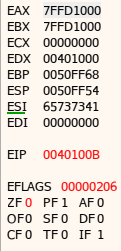 EAX 7FFD1000
EBX 7FFD1000
ECX 00000000
EDX 00401000
EBP 0050FF68
ESP 0050FF54
ESI 65737341
EDI 00000000
EIP 0040100B
EFLAGS 00000206
ZF 0 PF 1 AF 0
OF 0 SF 0 DF 0
CF 0 TF 0 IF 1